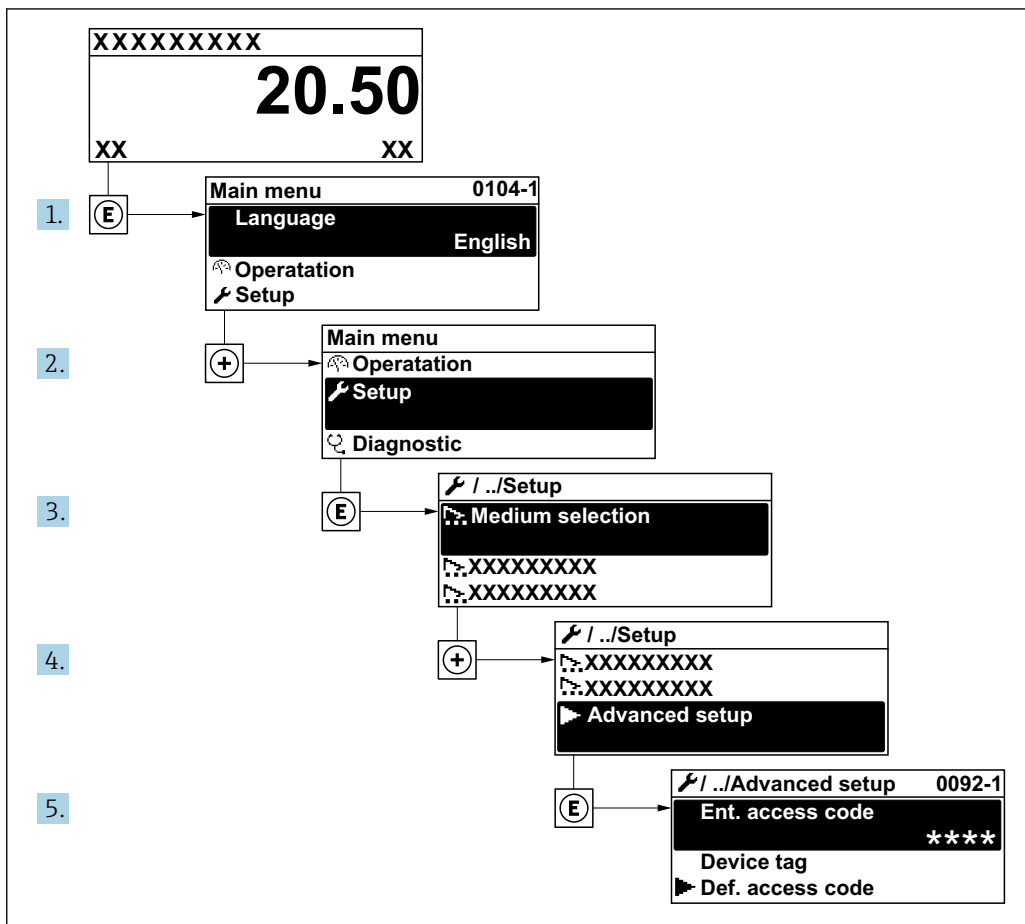 XXXXXXXXX
20.50
XX XX
1. E Main menu 0104-1
Language
English
Operatation
Setup
2. + Main menu
Operatation
Setup
Diagnostic
3. E / ../Setup
Medium selection
XXXXXXXXX
XXXXXXXXX
4. + / ../Setup
XXXXXXXXX
XXXXXXXXX
Advanced setup
5. E / ../Advanced setup 0092-1
Ent. access code
****
Device tag
Def. access code